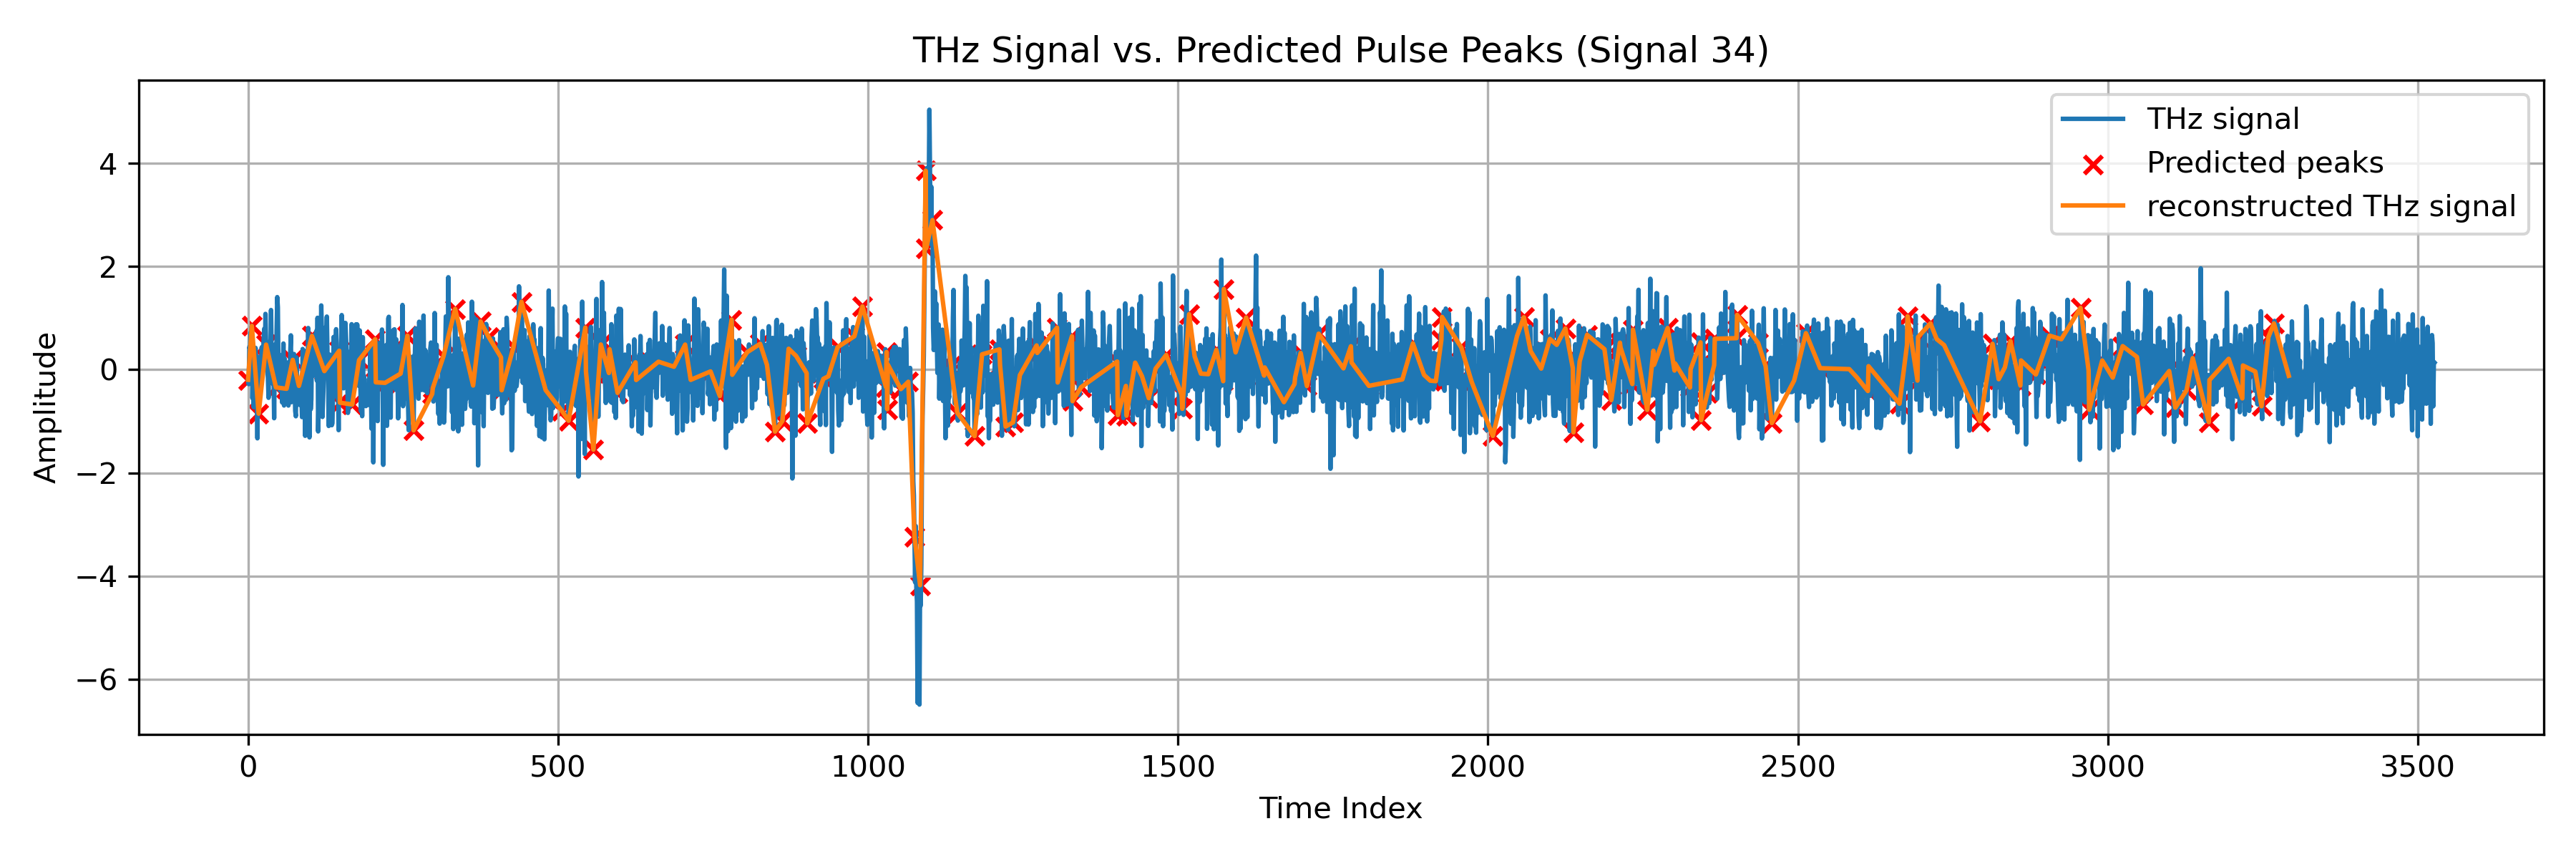 THz Signal vs. Predicted Pulse Peaks (Signal 34)
THz signal
Predicted peaks
reconstructed THz signal
4
2
0
−2
−4
−6
Amplitude
0 500 1000 1500 2000 2500 3000 3500
Time Index